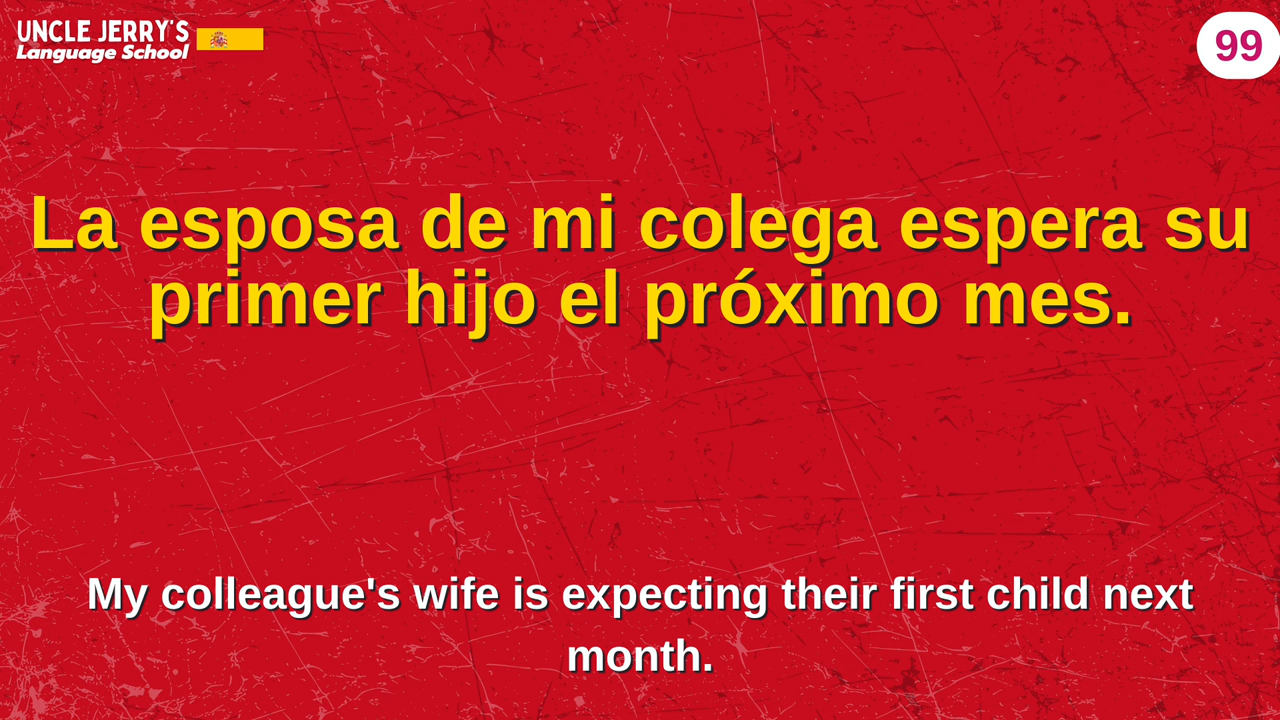 UNCLE JERRY'S
Language School
99
La esposa de mi colega espera su
primer hijo el próximo mes.
My colleague's wife is expecting their first child next
month.